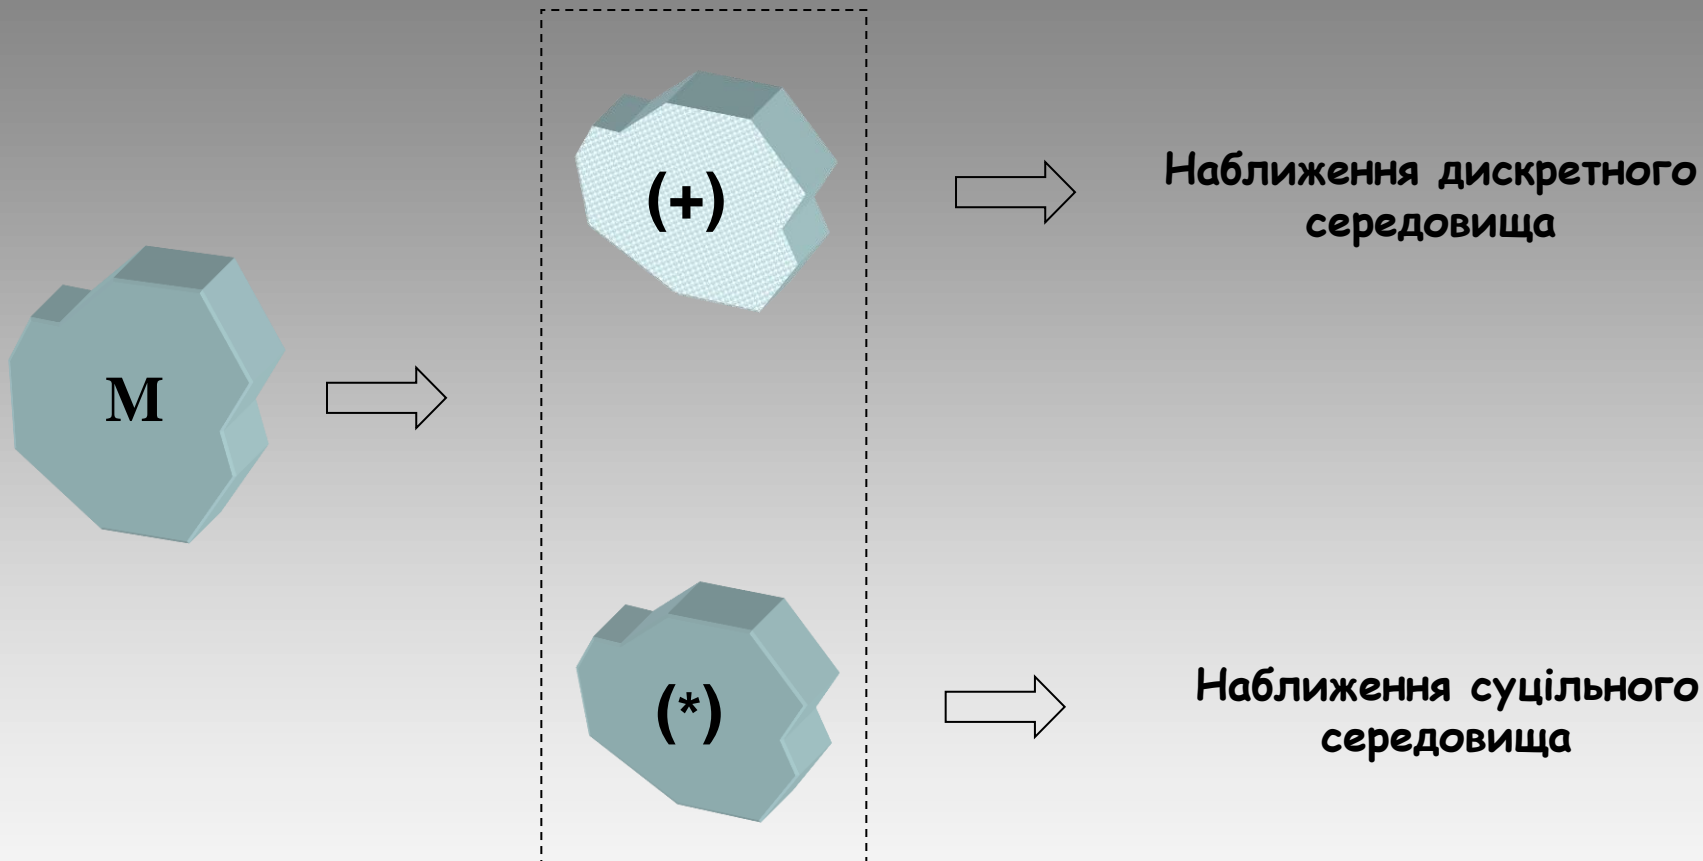 (+)
Наближення дискретного
середовища
М
(*)
Наближення суцільного
середовища